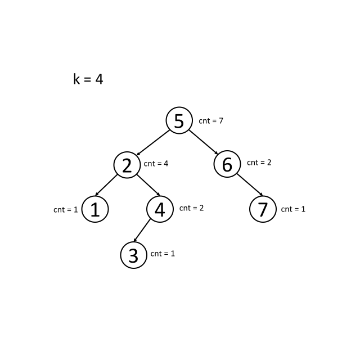 k = 4
5 cnt = 7
2 cnt = 4
6 cnt = 2
cnt = 1 1
4 cnt = 2
7 cnt = 1
3 cnt = 1